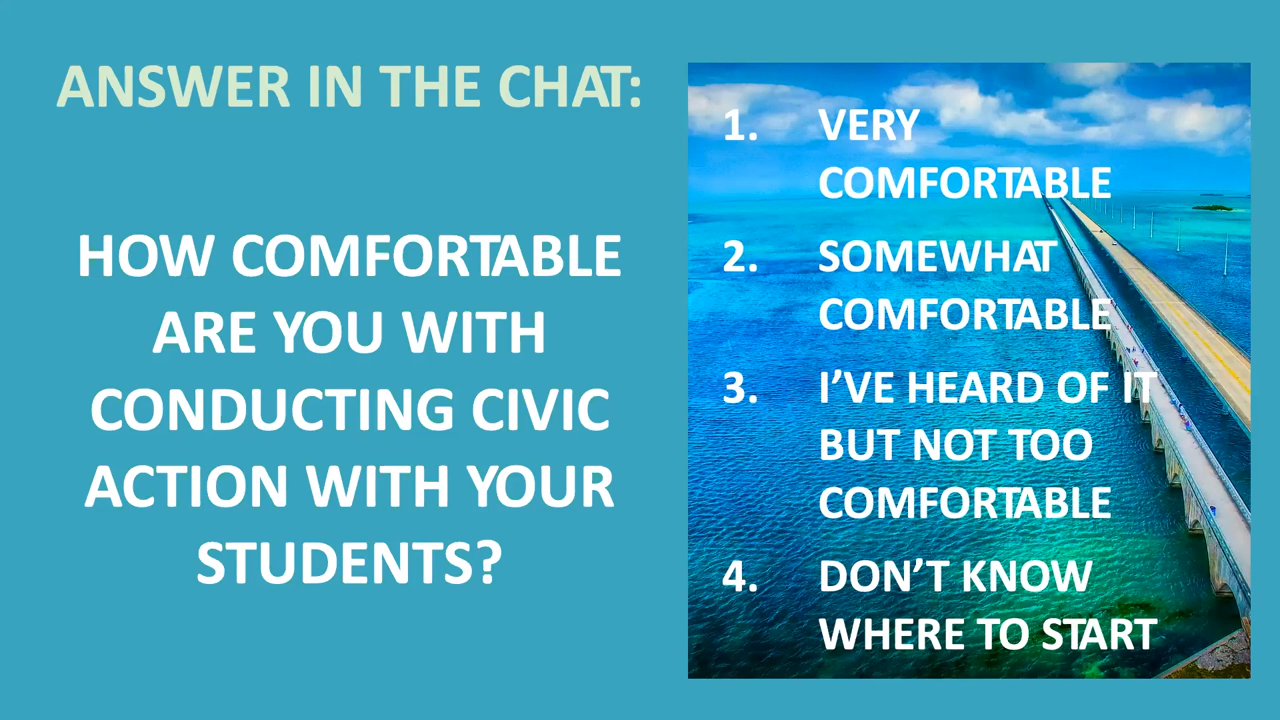 ANSWER IN THE CHAT:
HOW COMFORTABLE
ARE YOU WITH
CONDUCTING CIVIC
ACTION WITH YOUR
STUDENTS?
1. VERY
COMFORTABLE
2. SOMEWHAT
COMFORTABLE
3. I’VE HEARD OF IT
BUT NOT TOO
COMFORTABLE
4. DON’T KNOW
WHERE TO START